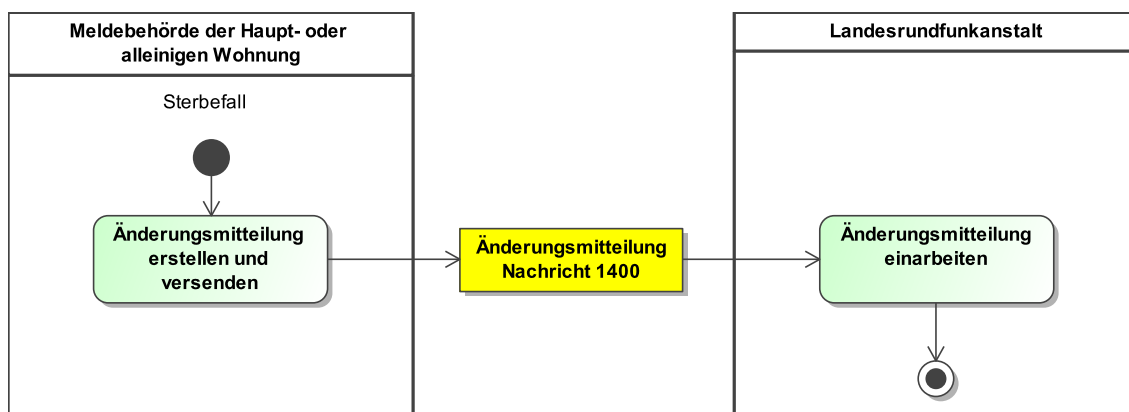 Meldebehörde der Haupt- oder
alleinigen Wohnung
Sterbefall
Änderungsmitteilung
erstellen und
versenden
Änderungsmitteilung
Nachricht 1400
Landesrundfunkanstalt
Änderungsmitteilung
einarbeiten